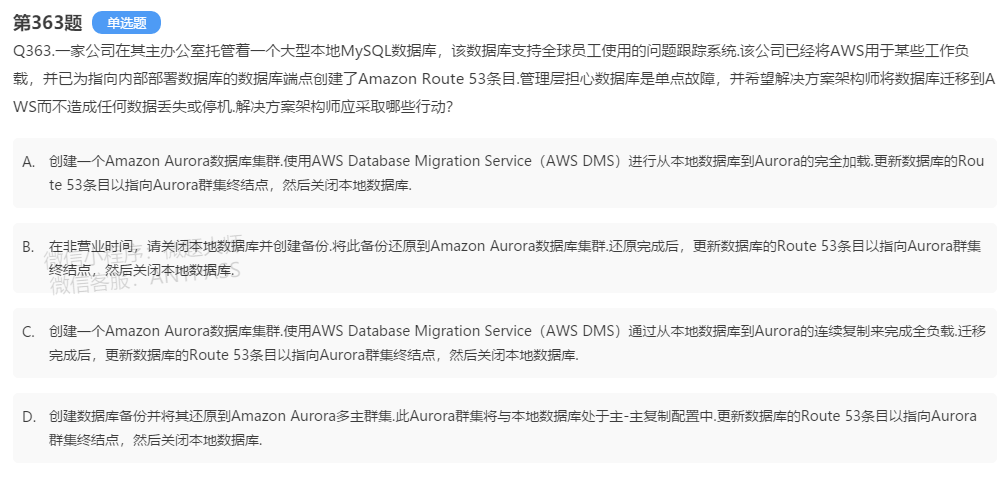 第363题 单选题
Q363.一家公司在其主办公室托管着一个大型本地MySQL数据库，该数据库支持全球员工使用的问题跟踪系统.该公司已经将AWS用于某些工作负
载，并已为指向内部部署数据库的数据库端点创建了Amazon Route 53条目.管理层担心数据库是单点故障，并希望解决方案架构师将数据库迁移到A
WS而不造成任何数据丢失或停机.解决方案架构师应采取哪些行动?
A. 创建一个Amazon Aurora数据库集群.使用AWS Database Migration Service（AWS DMS）进行从本地数据库到Aurora的完全加载.更新数据库的Rou
te 53条目以指向Aurora群集终结点，然后关闭本地数据库.
B. 在非营业时间，请关闭本地数据库并创建备份.将此备份还原到Amazon Aurora数据库集群.还原完成后，更新数据库的Route 53条目以指向Aurora群集
终结点，然后关闭本地数据库.
微信小程序：
微信客服：
C. 创建一个Amazon Aurora数据库集群.使用AWS Database Migration Service（AWS DMS）通过从本地数据库到Aurora的连续复制来完成全负载.迁移
完成后，更新数据库的Route 53条目以指向Aurora群集终结点，然后关闭本地数据库.
D. 创建数据库备份并将其还原到Amazon Aurora多主群集.此Aurora群集将与本地数据库处于主-主复制配置中.更新数据库的Route 53条目以指向Aurora
群集终结点，然后关闭本地数据库.